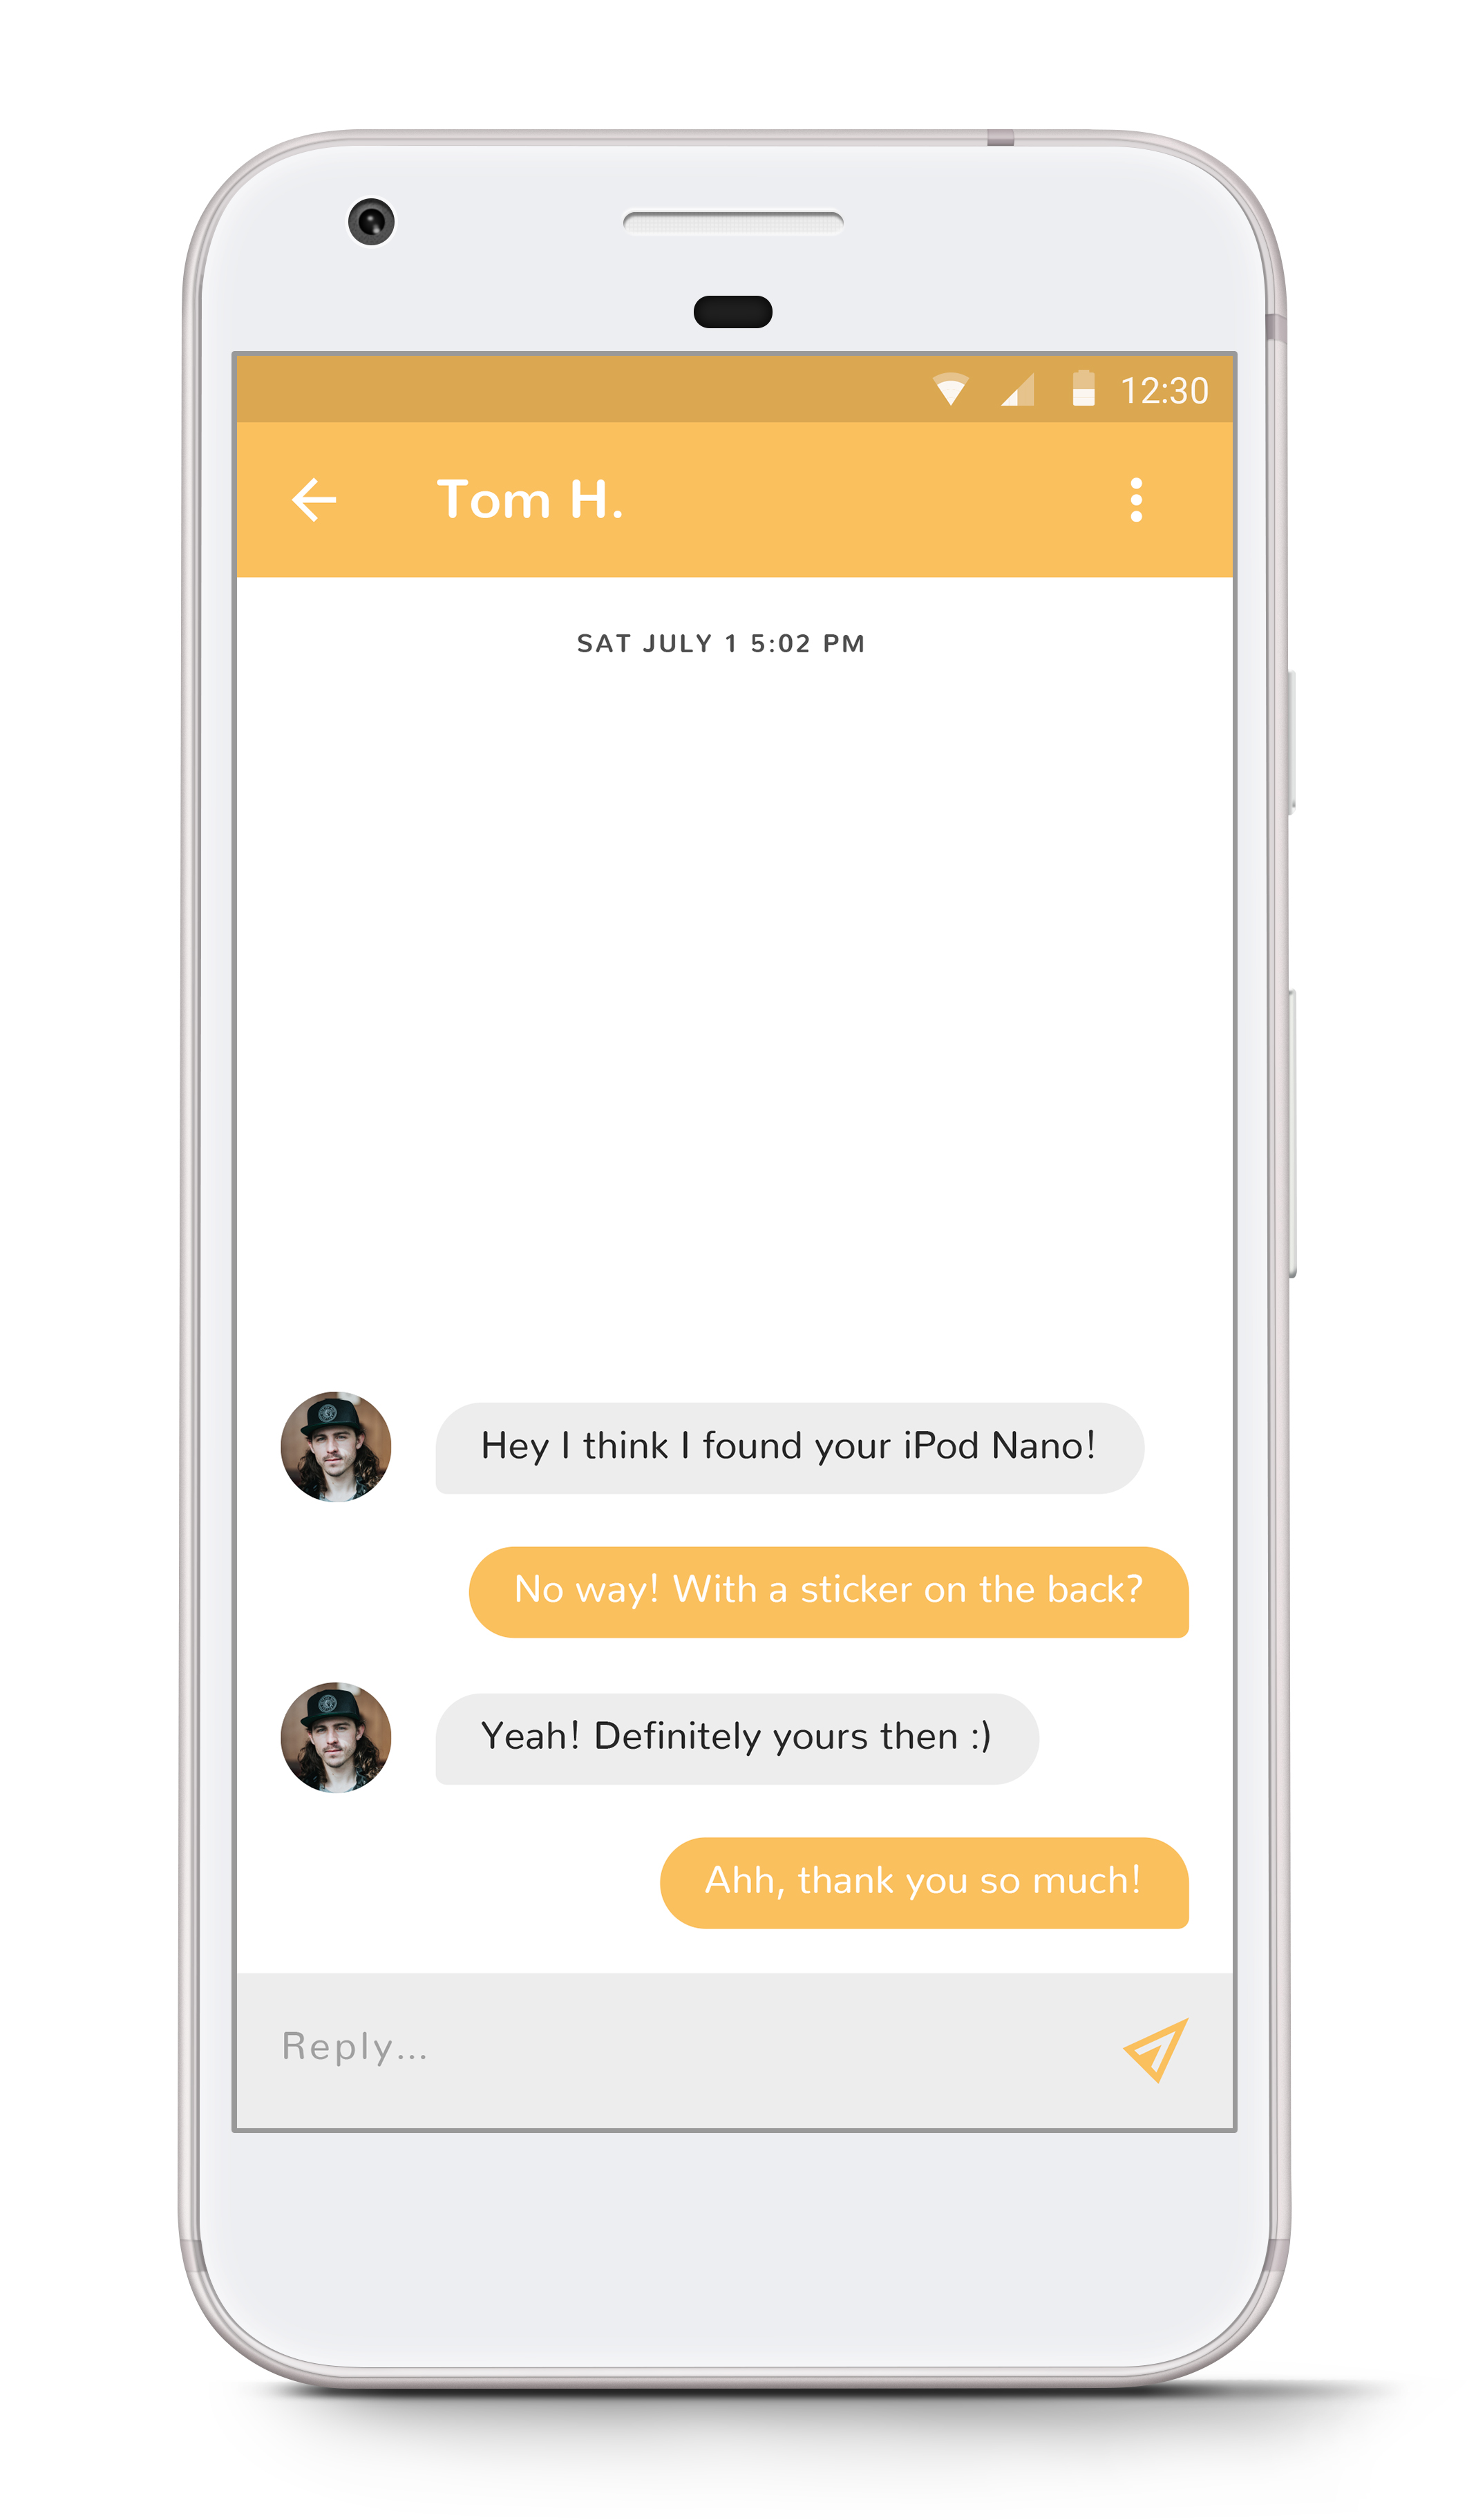 12:30
Tom H.
SAT JULY 1 5:02 PM
Hey I think I found your iPod Nano!
No way! With a sticker on the back?
Yeah! Definitely yours then :)
Ahh, thank you so much!
Reply...